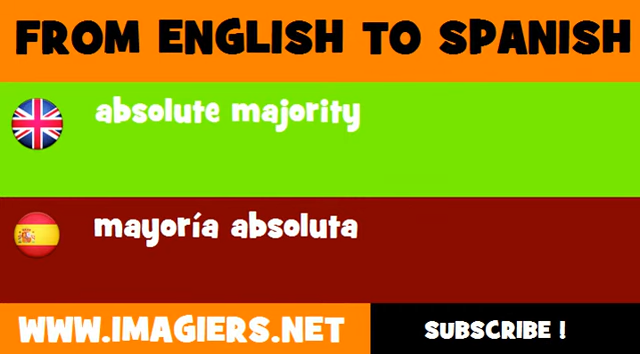 FROM ENGLISH TO SPANISH
absolute majority
mayoría absoluta
WWW.IMAGIERS.NET
SUBSCRIBE !